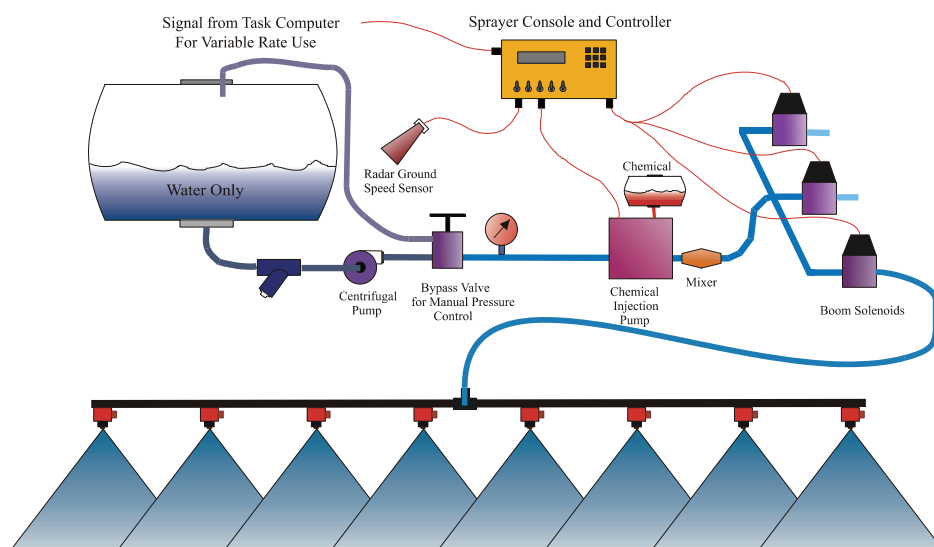 Signal from Task Computer
For Variable Rate Use
Sprayer Console and Controller
Radar Ground
Speed Sensor
Chemical
Water Only
Centrifugal
Pump
Bypass Valve
for Manual Pressure
Control
Chemical
Injection
Pump
Mixer
Boom Solenoids